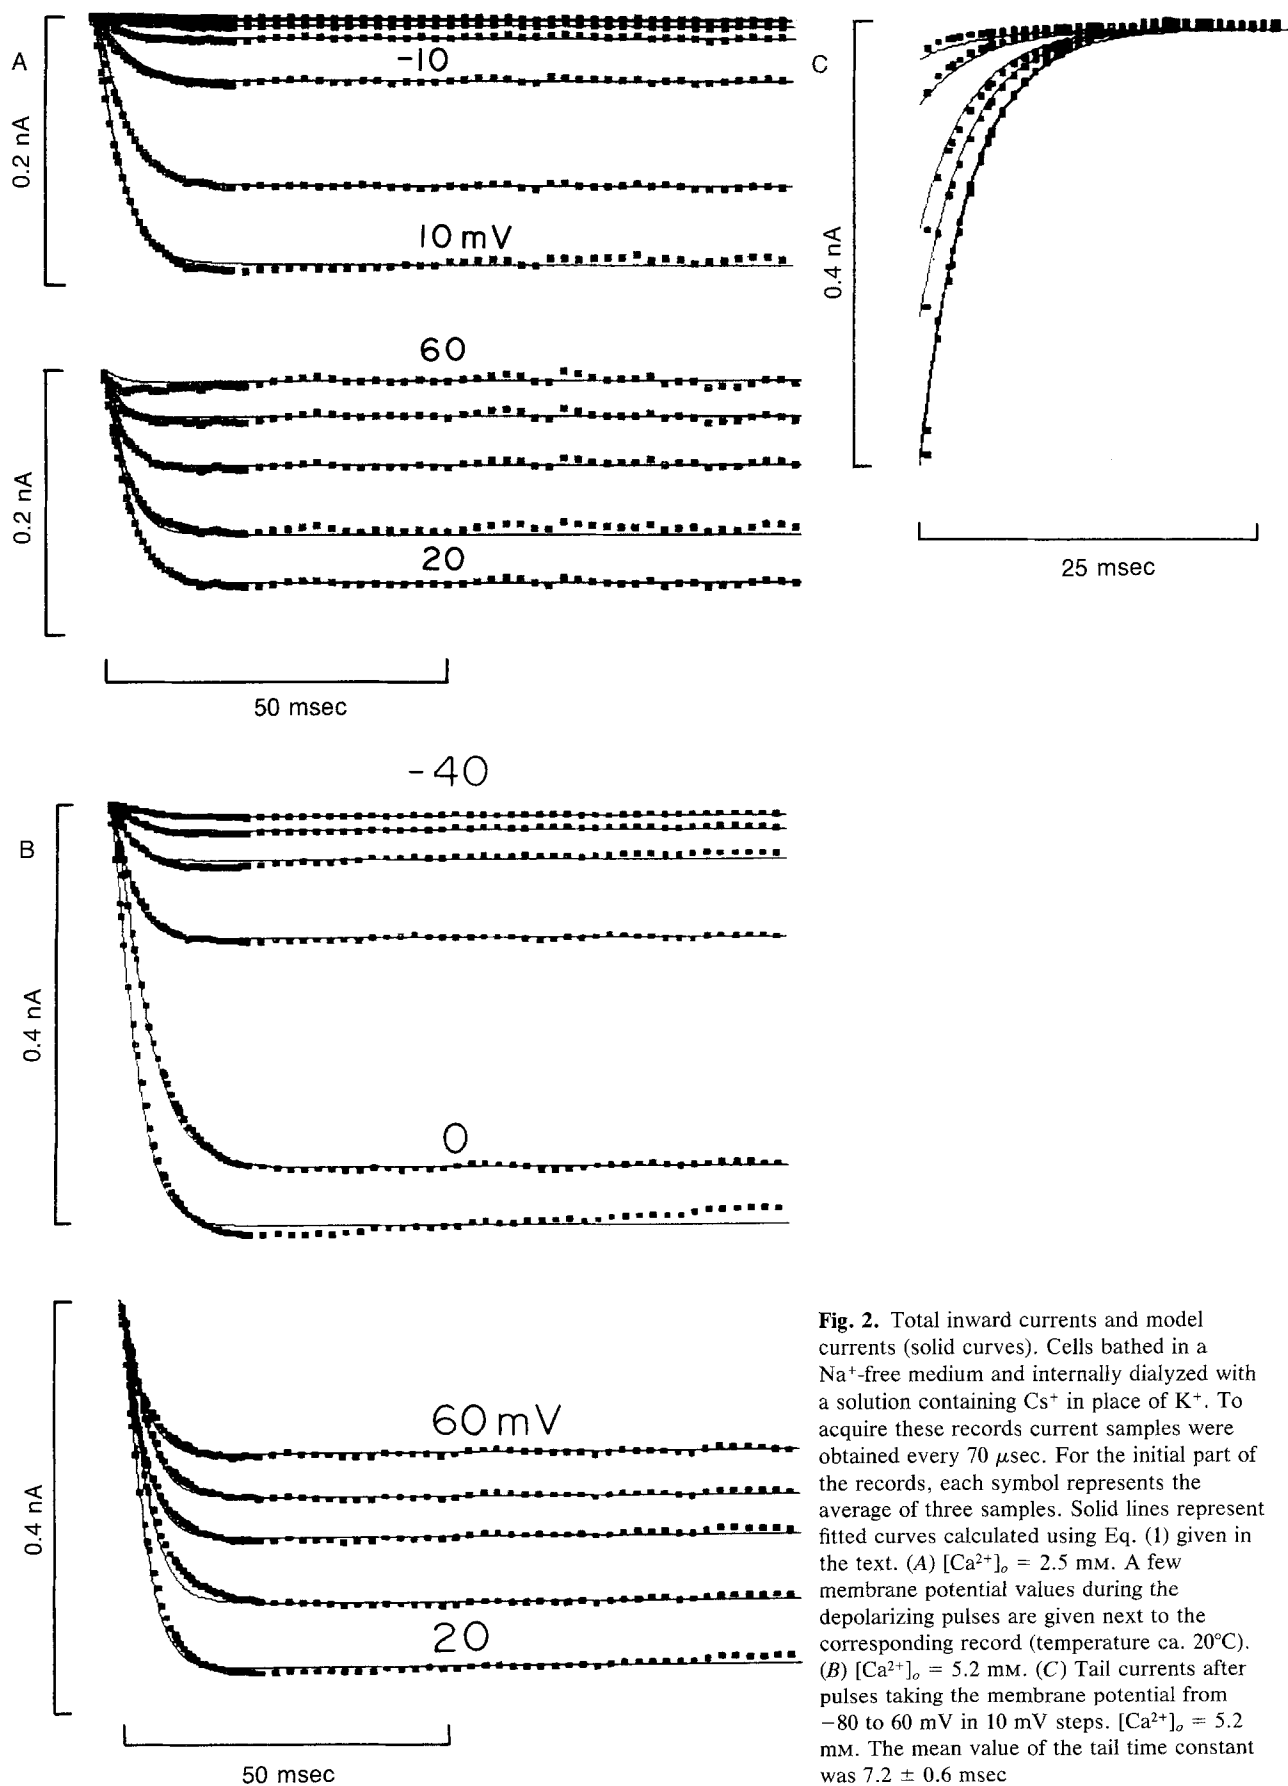 A
0.2 nA
-10
10 mV
60
0.2 nA
20
50 msec
C
0.4 nA
25 msec
-40
B
0.4 nA
0
60 mV
0.4 nA
20
50 msec
Fig. 2. Total inward currents and model
currents (solid curves). Cells bathed in a
Na⁺-free medium and internally dialyzed with
a solution containing Cs⁺ in place of K⁺. To
acquire these records current samples were
obtained every 70 μsec. For the initial part of
the records, each symbol represents the
average of three samples. Solid lines represent
fitted curves calculated using Eq. (1) given in
the text. (A) [Ca²⁺]ₒ = 2.5 mM. A few
membrane potential values during the
depolarizing pulses are given next to the
corresponding record (temperature ca. 20°C).
(B) [Ca²⁺]ₒ = 5.2 mM. (C) Tail currents after
pulses taking the membrane potential from
−80 to 60 mV in 10 mV steps. [Ca²⁺]ₒ = 5.2
mM. The mean value of the tail time constant
was 7.2 ± 0.6 msec